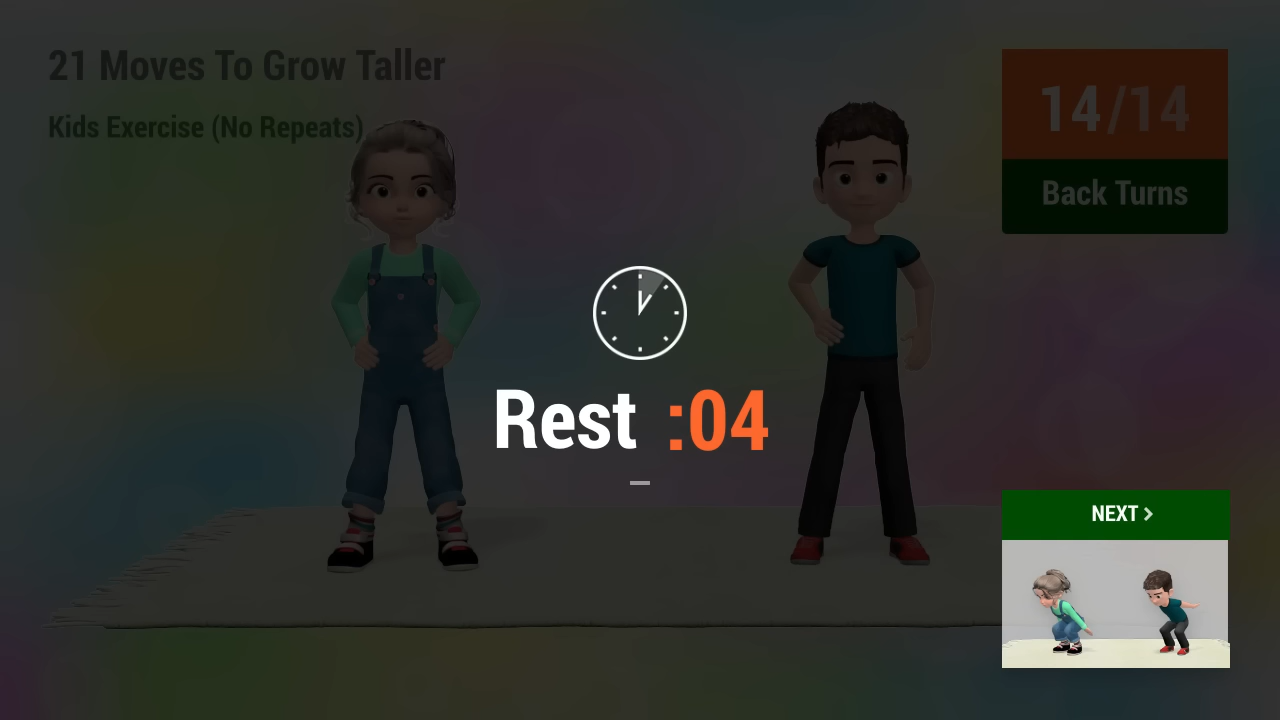 21 Moves To Grow Taller
Kids Exercise (No Repeats)
14/14
Back Turns
Rest :04
NEXT >